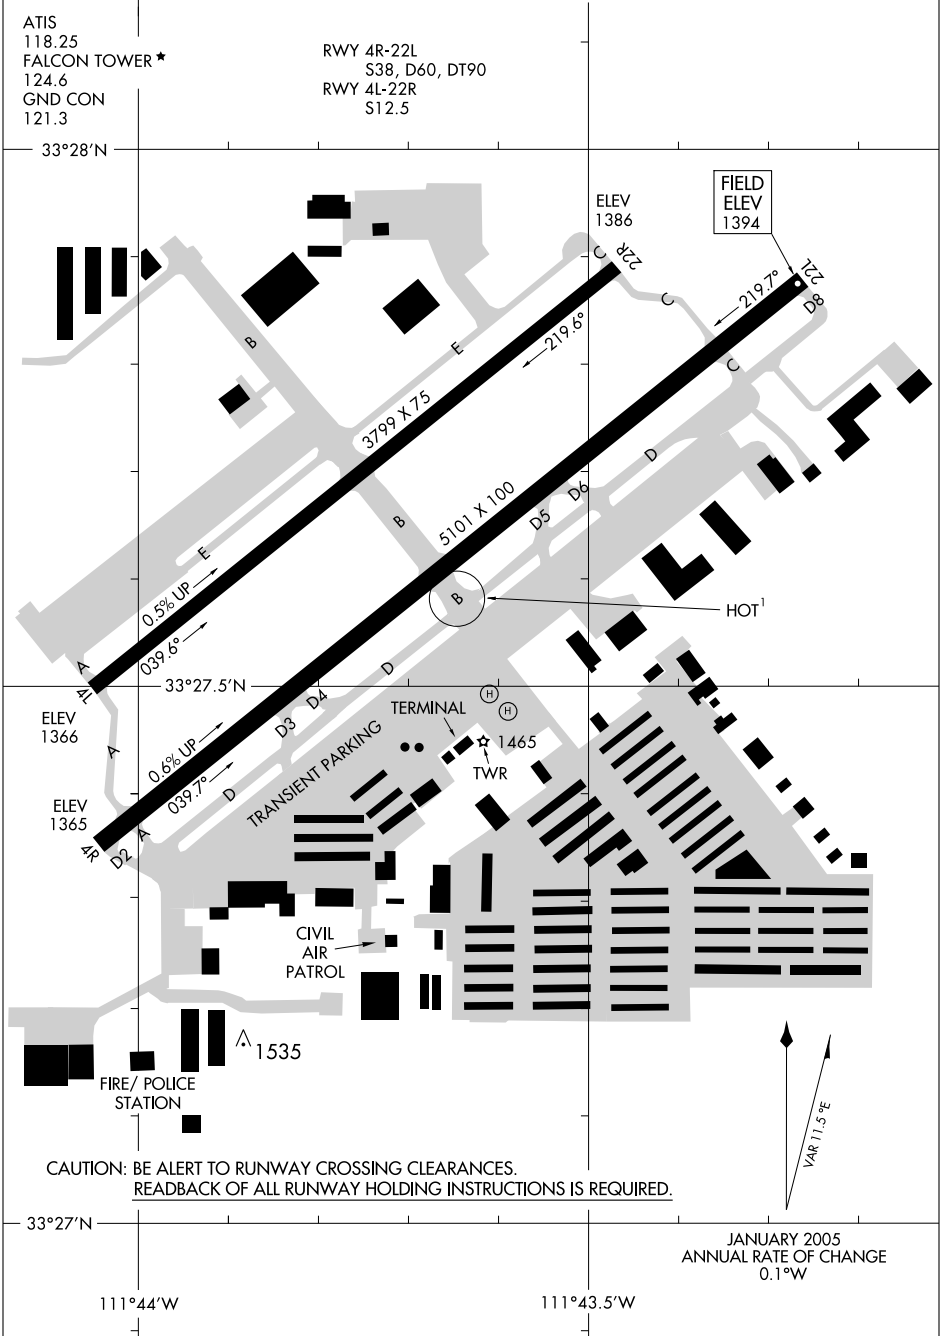 ATIS
118.25
FALCON TOWER★
124.6
GND CON
121.3
RWY 4R-22L
S38, D60, DT90
RWY 4L-22R
S12.5
33°28'N
ELEV
1386
FIELD
ELEV
1394
C
22R
22L
219.7°
D8
C
219.6°
B
E
C
3799 X 75
D
D6
5101 X 100
D5
B
E
0.5% UP
B
HOT¹
039.6°
A
4L
33°27.5'N
D
D4
D3
H
H
TERMINAL
1465
TWR
ELEV
1366
A
0.6% UP
039.7°
D
TRANSIENT PARKING
ELEV
1365
A
4R
D2
CIVIL
AIR
PATROL
1535
FIRE/ POLICE
STATION
VAR 11.5 °E
CAUTION: BE ALERT TO RUNWAY CROSSING CLEARANCES.
READBACK OF ALL RUNWAY HOLDING INSTRUCTIONS IS REQUIRED.
33°27'N
JANUARY 2005
ANNUAL RATE OF CHANGE
0.1°W
111°44'W
111°43.5'W